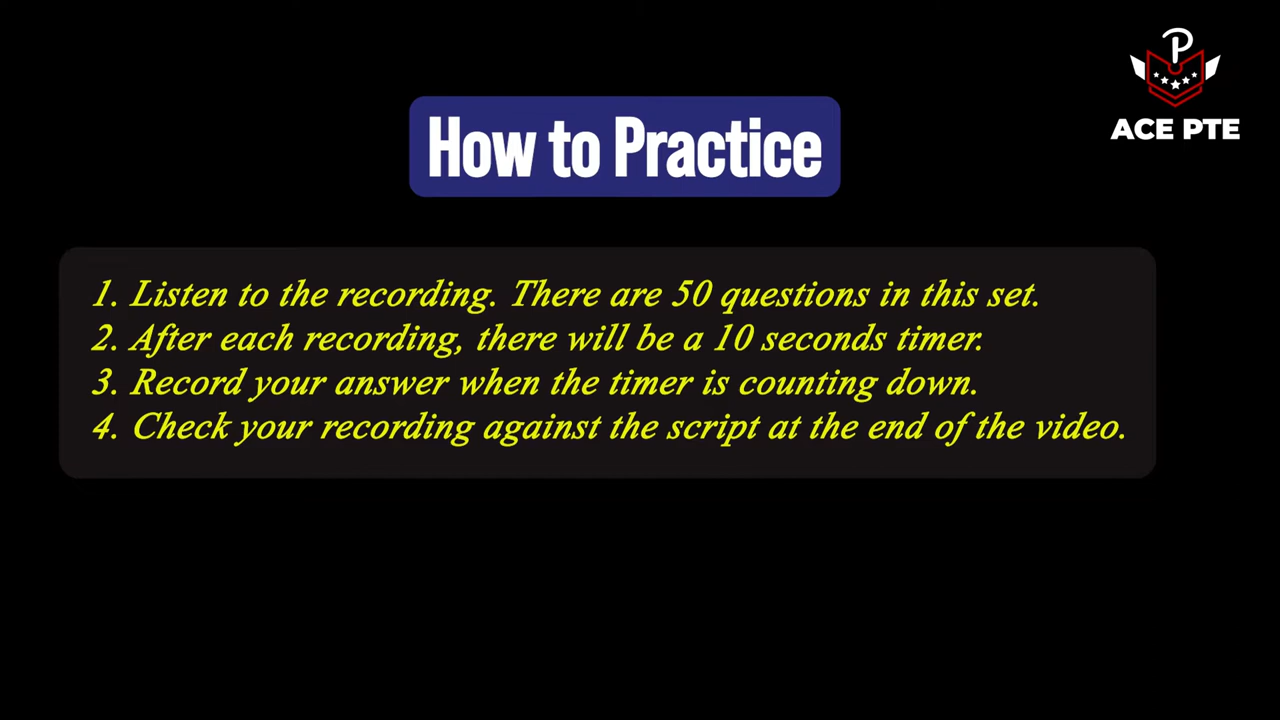 P
ACE PTE
How to Practice
1. Listen to the recording. There are 50 questions in this set.
2. After each recording, there will be a 10 seconds timer.
3. Record your answer when the timer is counting down.
4. Check your recording against the script at the end of the video.